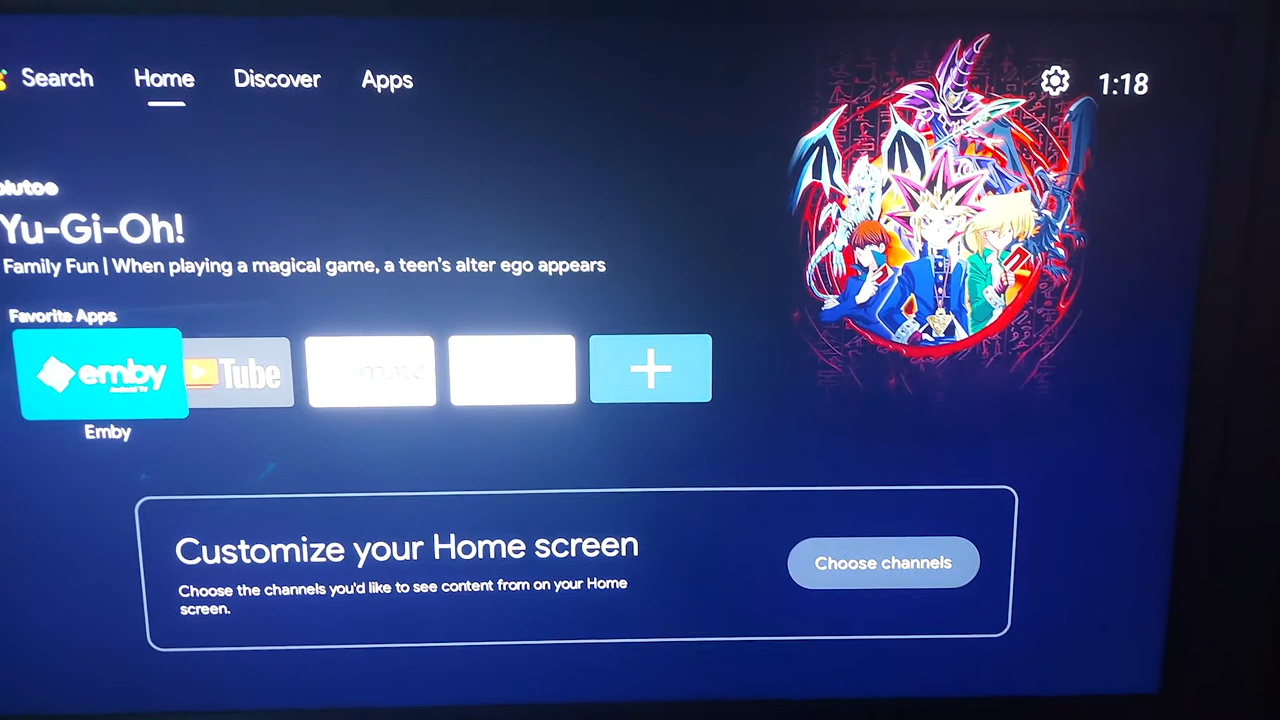 Search Home Discover Apps
1:18
Yu-Gi-Oh!
Family Fun | When playing a magical game, a teen's alter ego appears
Favorite Apps
emby
Android TV
Tube
Emby
Customize your Home screen
Choose the channels you'd like to see content from on your Home
screen.
Choose channels